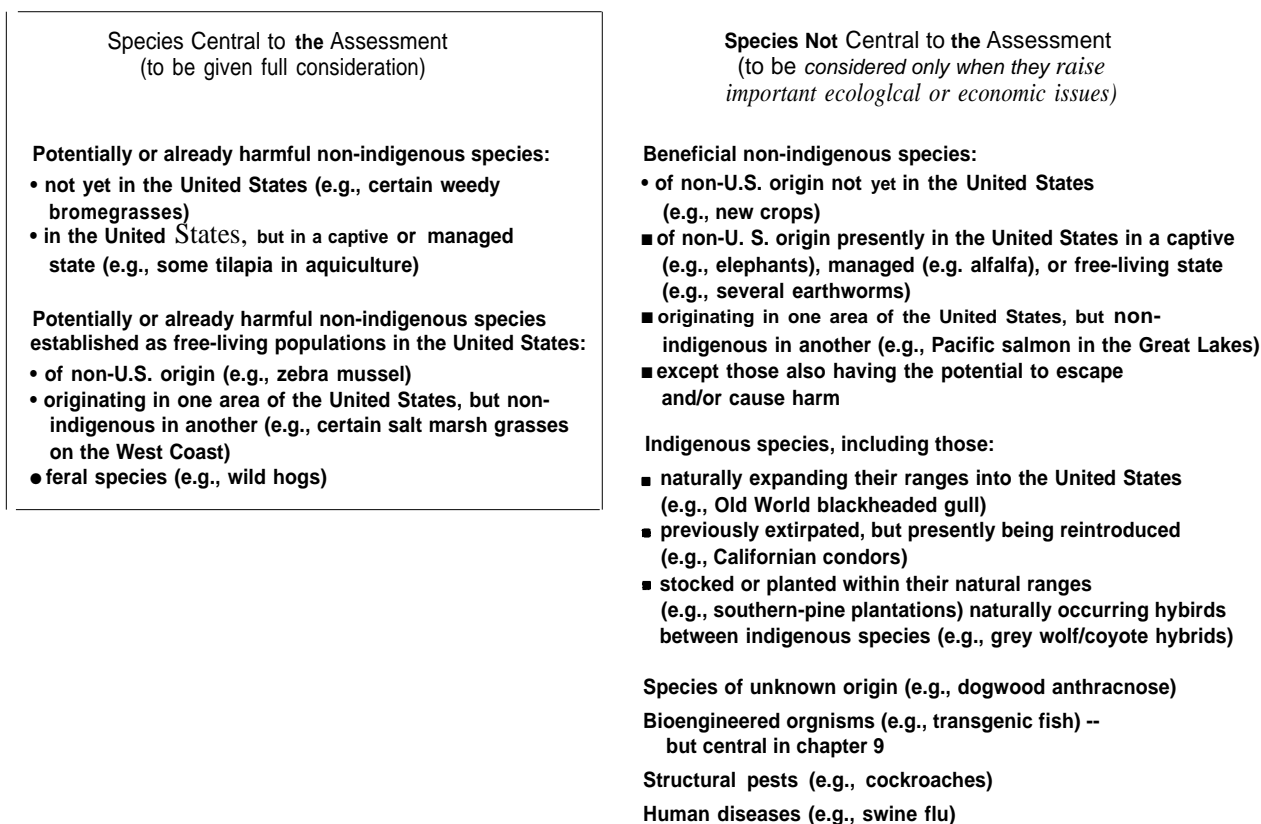 Species Central to the Assessment
(to be given full consideration)
Potentially or already harmful non-indigenous species:
• not yet in the United States (e.g., certain weedy
bromegrasses)
• in the United States, but in a captive or managed
state (e.g., some tilapia in aquiculture)
Potentially or already harmful non-indigenous species
established as free-living populations in the United States:
• of non-U.S. origin (e.g., zebra mussel)
• originating in one area of the United States, but non-
indigenous in another (e.g., certain salt marsh grasses
on the West Coast)
● feral species (e.g., wild hogs)
Species Not Central to the Assessment
(to be considered only when they raise
important ecologlcal or economic issues)
Beneficial non-indigenous species:
• of non-U.S. origin not yet in the United States
(e.g., new crops)
■ of non-U. S. origin presently in the United States in a captive
(e.g., elephants), managed (e.g. alfalfa), or free-living state
(e.g., several earthworms)
■ originating in one area of the United States, but non-
indigenous in another (e.g., Pacific salmon in the Great Lakes)
■ except those also having the potential to escape
and/or cause harm
Indigenous species, including those:
■ naturally expanding their ranges into the United States
(e.g., Old World blackheaded gull)
■ previously extirpated, but presently being reintroduced
(e.g., Californian condors)
■ stocked or planted within their natural ranges
(e.g., southern-pine plantations) naturally occurring hybirds
between indigenous species (e.g., grey wolf/coyote hybrids)
Species of unknown origin (e.g., dogwood anthracnose)
Bioengineered orgnisms (e.g., transgenic fish) --
but central in chapter 9
Structural pests (e.g., cockroaches)
Human diseases (e.g., swine flu)